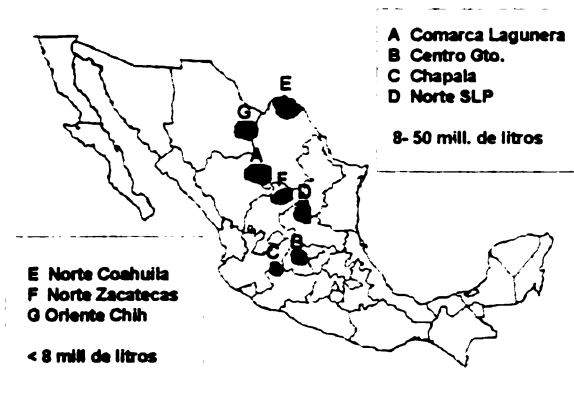 A Comarca Lagunera
B Centro Gto.
C Chapala
D Norte SLP
8-50 mill. de litros
E
G
A
F
D
B
C
E Norte Coahuila
F Norte Zacatecas
G Oriente Chih
< 8 mill de litros